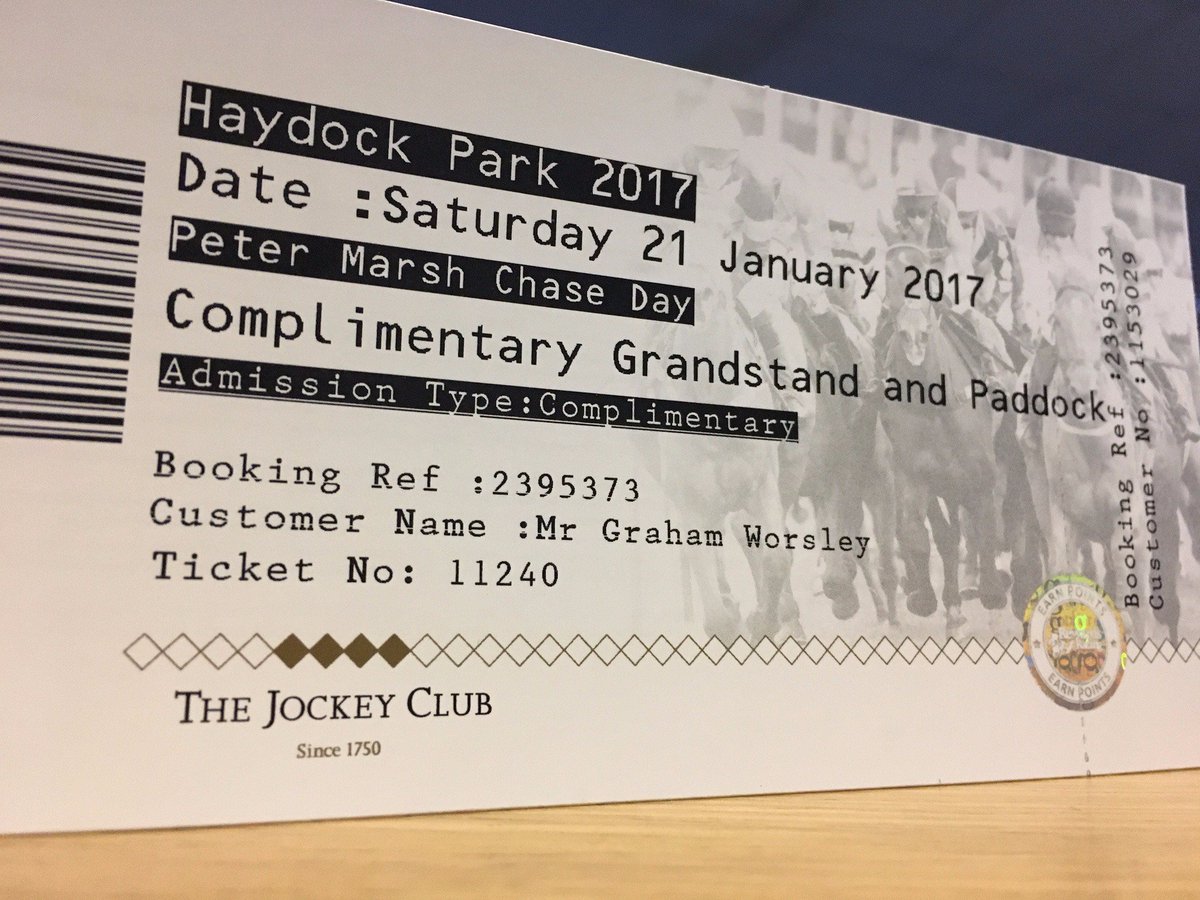 Haydock Park 2017
Date :Saturday 21 January 2017
Peter Marsh Chase Day
Complimentary Grandstand and Paddock
Admission Type:Complimentary
Booking Ref :2395373
Customer Name :Mr Graham Worsley
Ticket No: 11240
THE JOCKEY CLUB
Since 1750
Booking Ref :2395373
Customer No :1153029
EARN POINTS
EARN POINTS